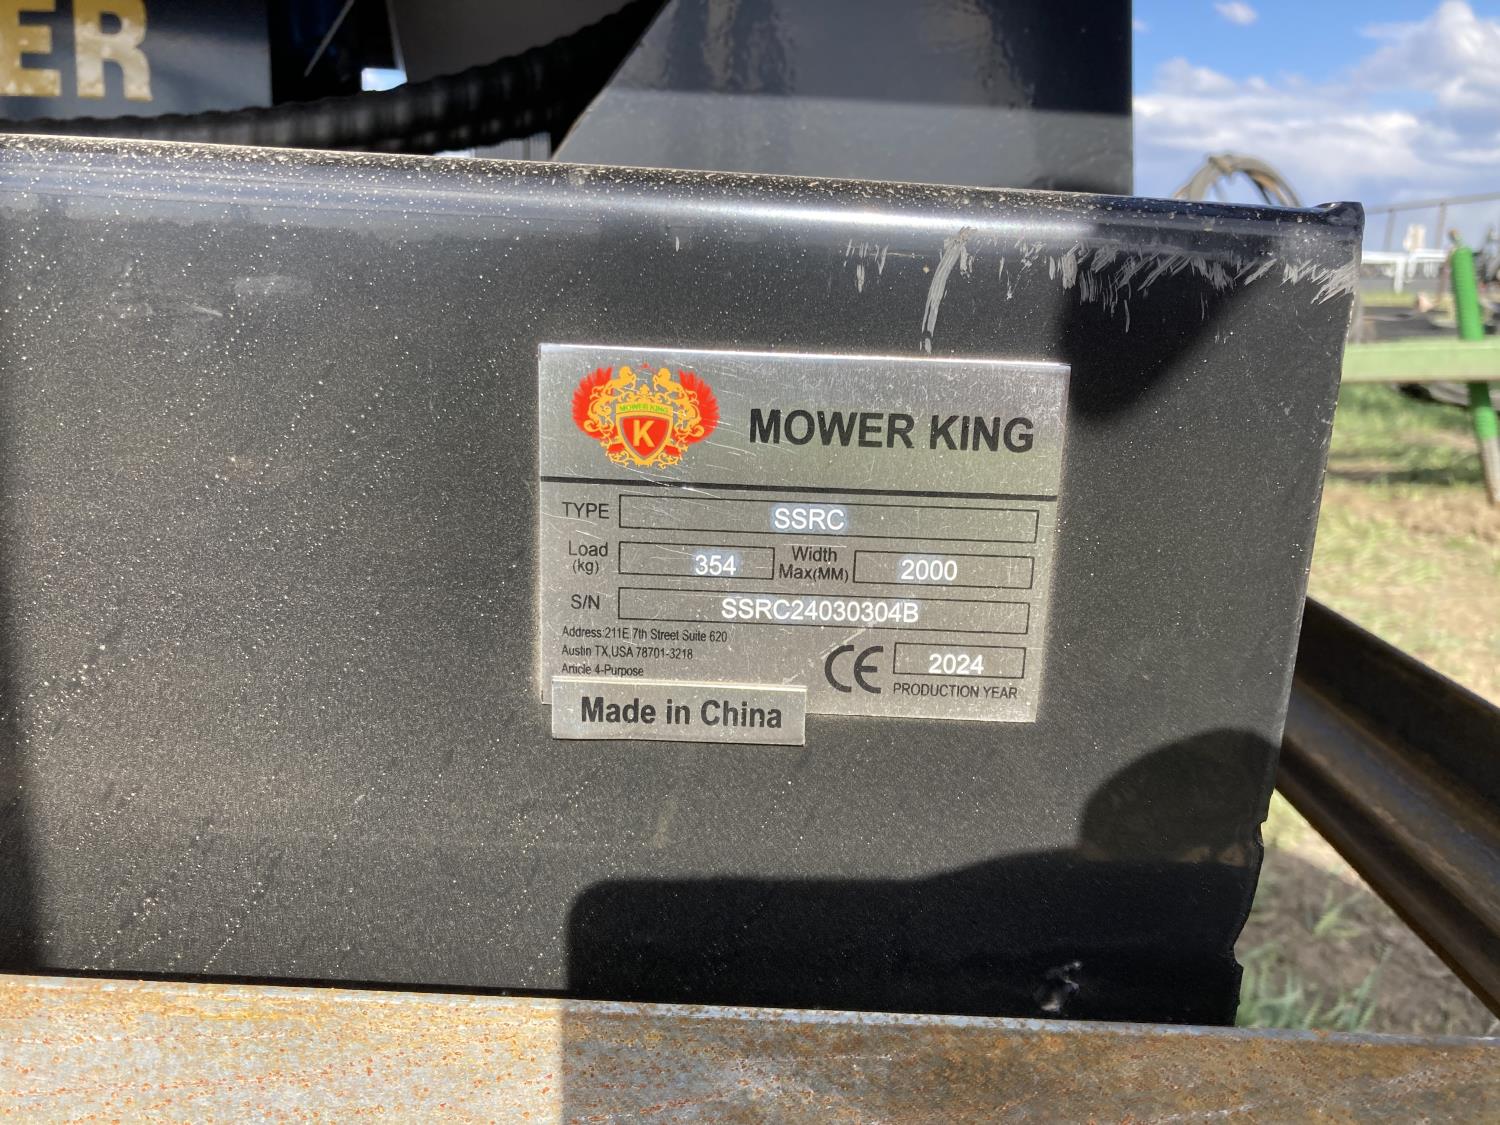 ER
MOWER KING
K
MOWER KING
TYPE SSRC
Load (kg) 354 Width Max(MM) 2000
S/N SSRC24030304B
Address:211E 7th Street Suite 620
Austin TX,USA 78701-3218
Article 4-Purpose
CE 2024
PRODUCTION YEAR
Made in China